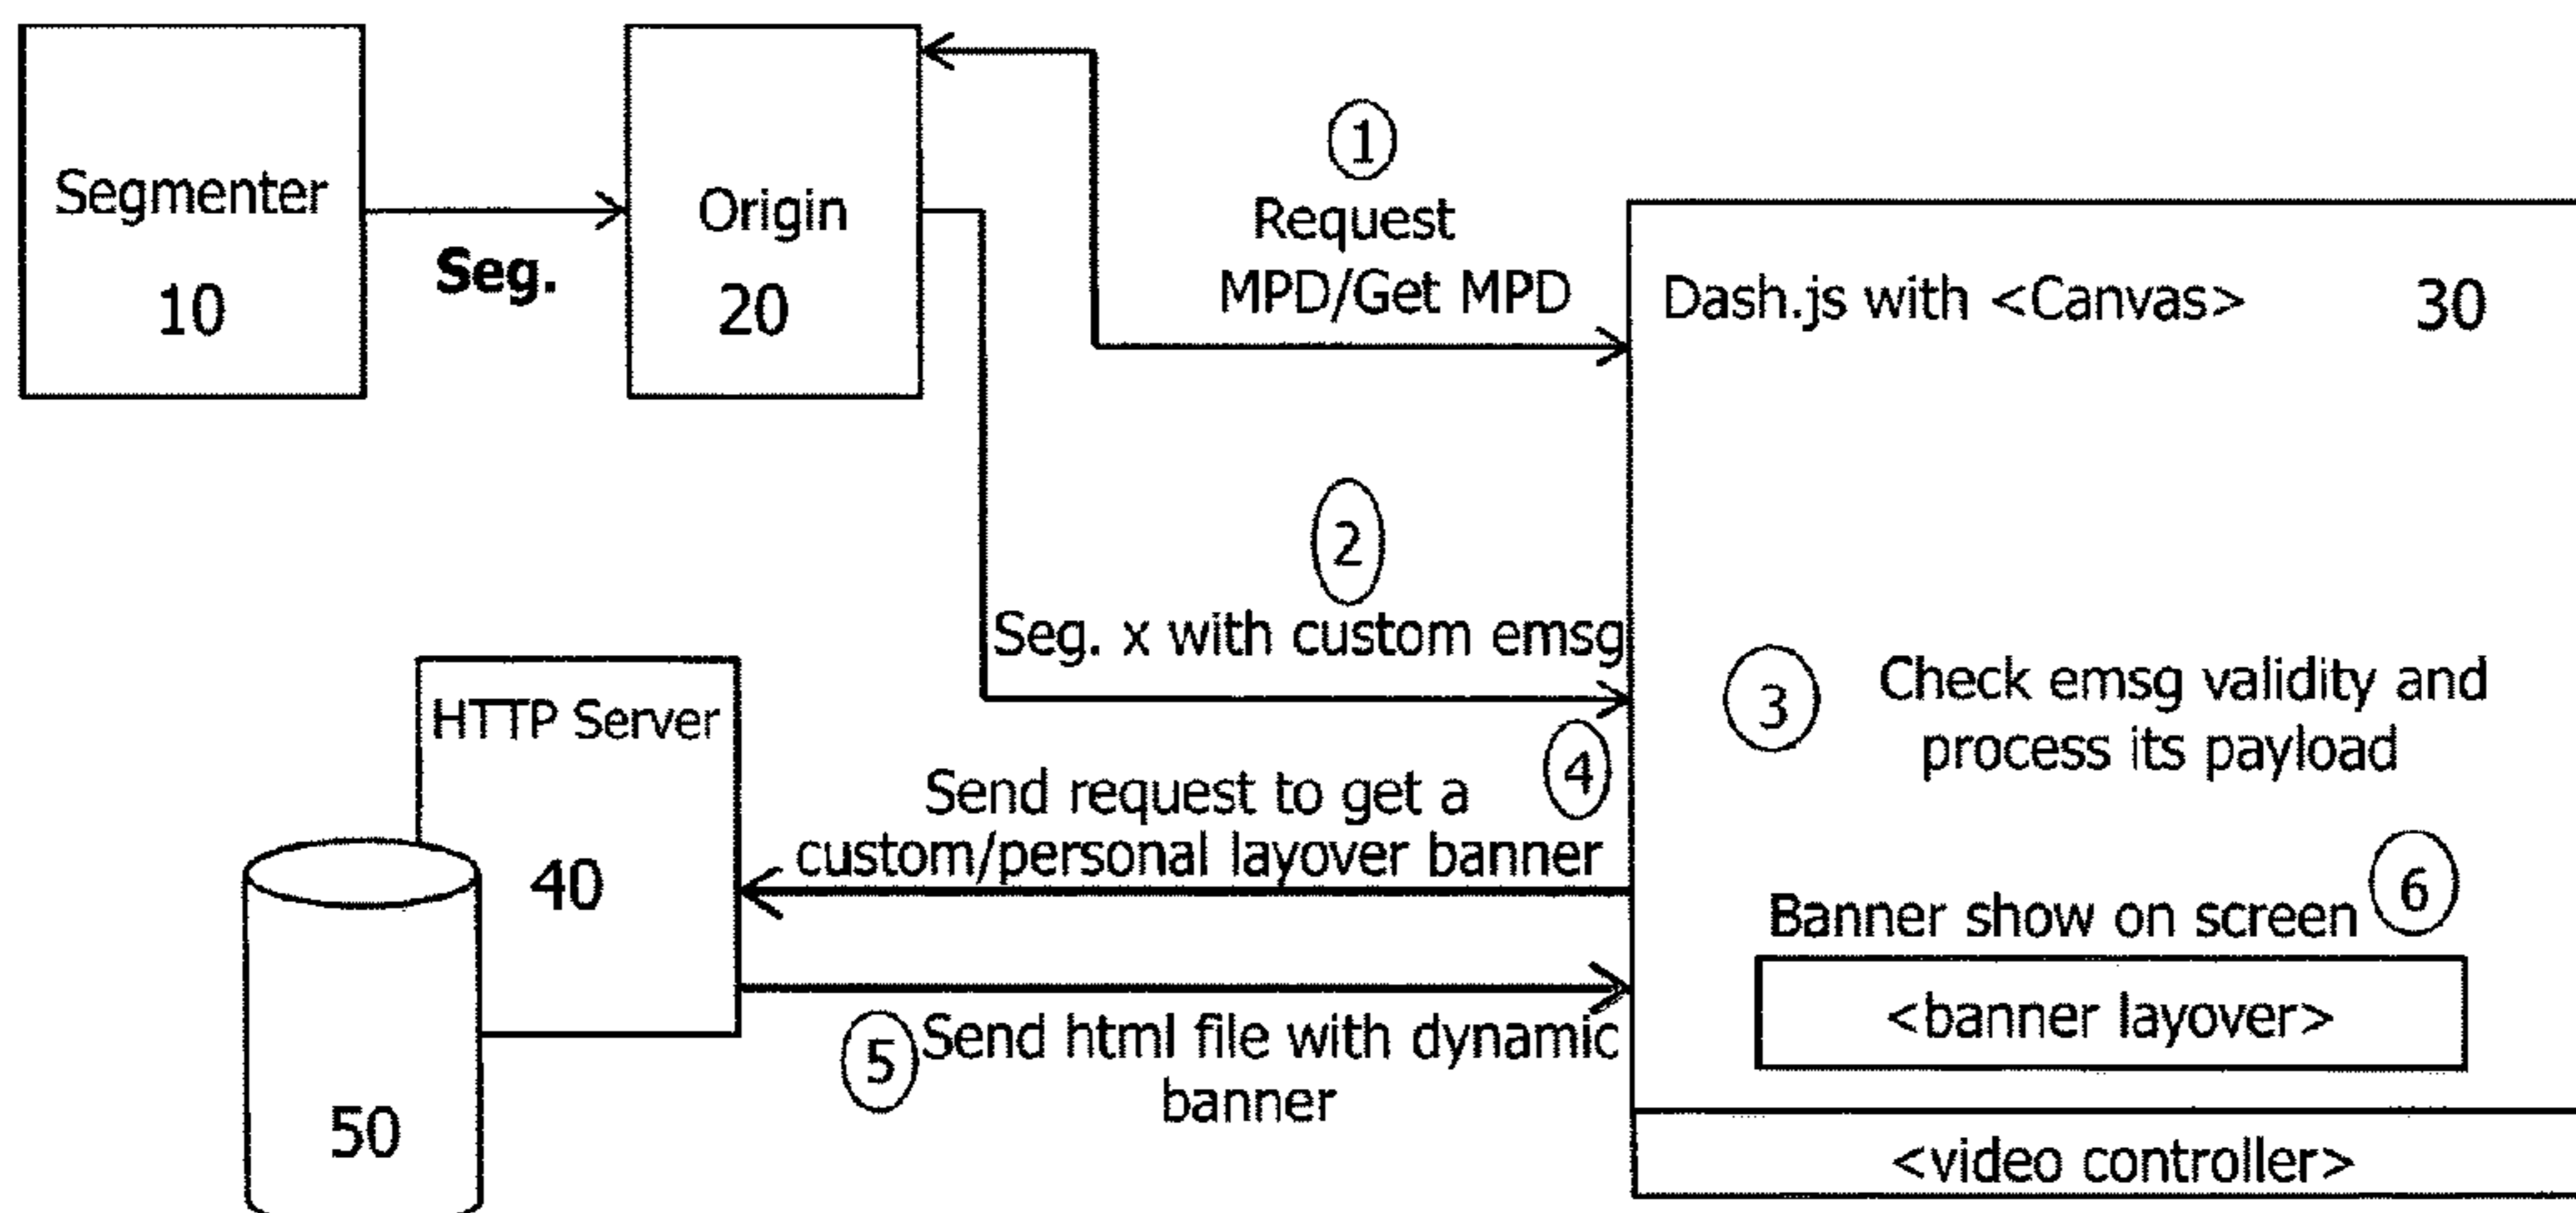 Segmenter
10
Seg.
Origin
20
1
Request
MPD/Get MPD
Dash.js with <Canvas>
30
2
Seg. x with custom emsg
3
Check emsg validity and
process its payload
HTTP Server
40
50
4
Send request to get a
custom/personal layover banner
5
Send html file with dynamic
banner
6
Banner show on screen
<banner layover>
<video controller>